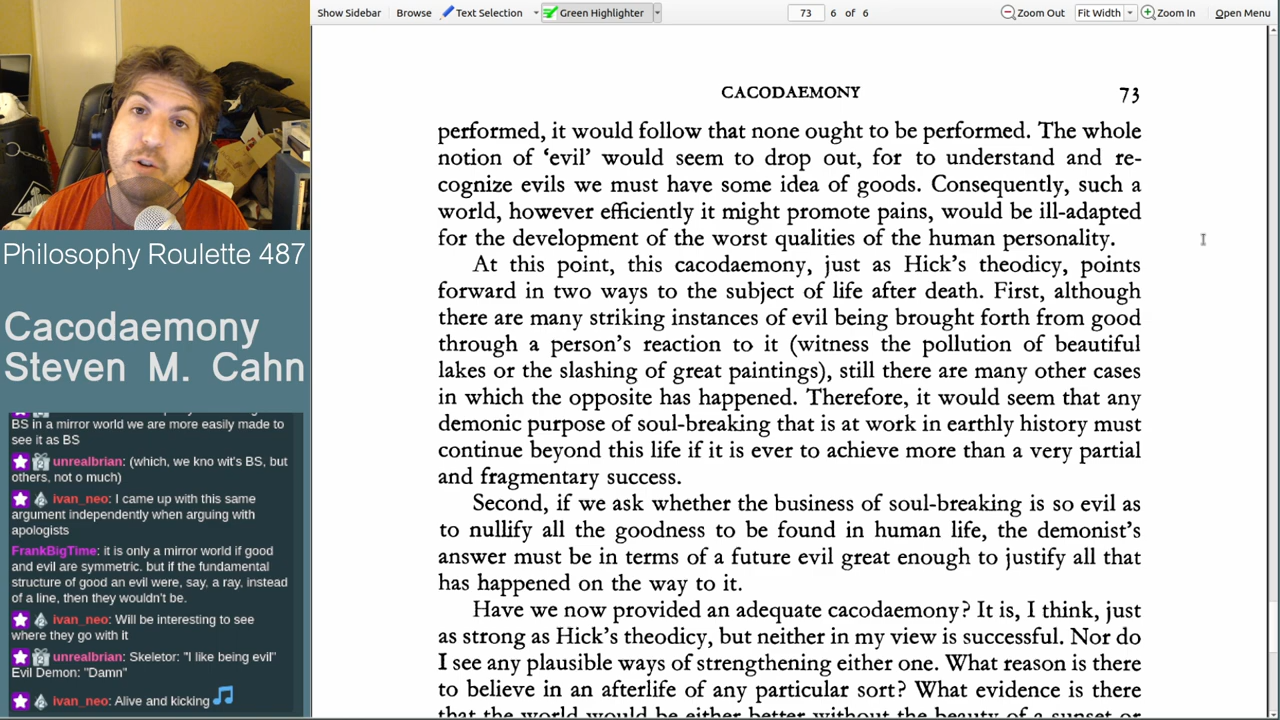 Show Sidebar Browse Text Selection Green Highlighter 73 6 of 6 Zoom Out Fit Width Zoom In Open Menu
CACODAEMONY 73
performed, it would follow that none ought to be performed. The whole
notion of ‘evil’ would seem to drop out, for to understand and re-
cognize evils we must have some idea of goods. Consequently, such a
world, however efficiently it might promote pains, would be ill-adapted
for the development of the worst qualities of the human personality.
At this point, this cacodaemony, just as Hick's theodicy, points
forward in two ways to the subject of life after death. First, although
there are many striking instances of evil being brought forth from good
through a person's reaction to it (witness the pollution of beautiful
lakes or the slashing of great paintings), still there are many other cases
in which the opposite has happened. Therefore, it would seem that any
demonic purpose of soul-breaking that is at work in earthly history must
continue beyond this life if it is ever to achieve more than a very partial
and fragmentary success.
Second, if we ask whether the business of soul-breaking is so evil as
to nullify all the goodness to be found in human life, the demonist's
answer must be in terms of a future evil great enough to justify all that
has happened on the way to it.
Have we now provided an adequate cacodaemony? It is, I think, just
as strong as Hick's theodicy, but neither in my view is successful. Nor do
I see any plausible ways of strengthening either one. What reason is there
to believe in an afterlife of any particular sort? What evidence is there
that the world would be either better without the beauty of a sunset or
Philosophy Roulette 487
Cacodaemony
Steven M. Cahn
BS in a mirror world we are more easily made to
see it as BS
unrealbrian: (which, we kno wit's BS, but
others, not o much)
ivan_neo: I came up with this same
argument independently when arguing with
apologists
FrankBigTime: it is only a mirror world if good
and evil are symmetric. but if the fundamental
structure of good an evil were, say, a ray, instead
of a line, then they wouldn't be.
ivan_neo: Will be interesting to see
where they go with it
unrealbrian: Skeletor: "I like being evil"
Evil Demon: "Damn"
ivan_neo: Alive and kicking